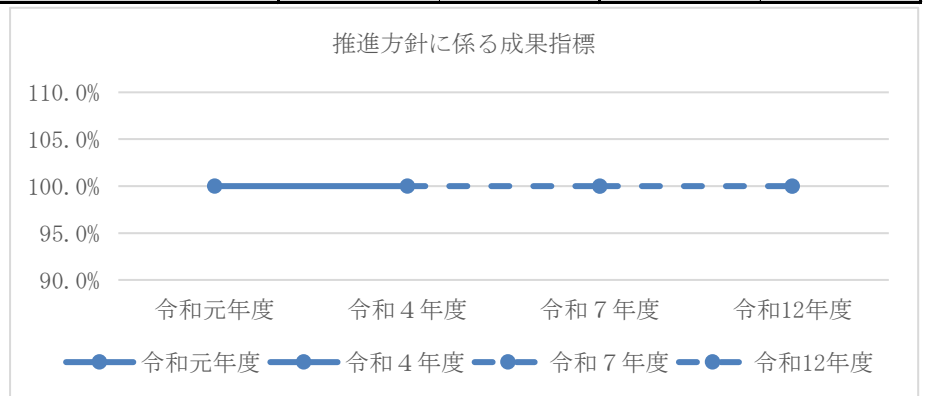 推進方針に係る成果指標
110.0%
105.0%
100.0%
95.0%
90.0%
令和元年度 令和４年度 令和７年度 令和12年度
令和元年度 令和４年度 令和７年度 令和12年度